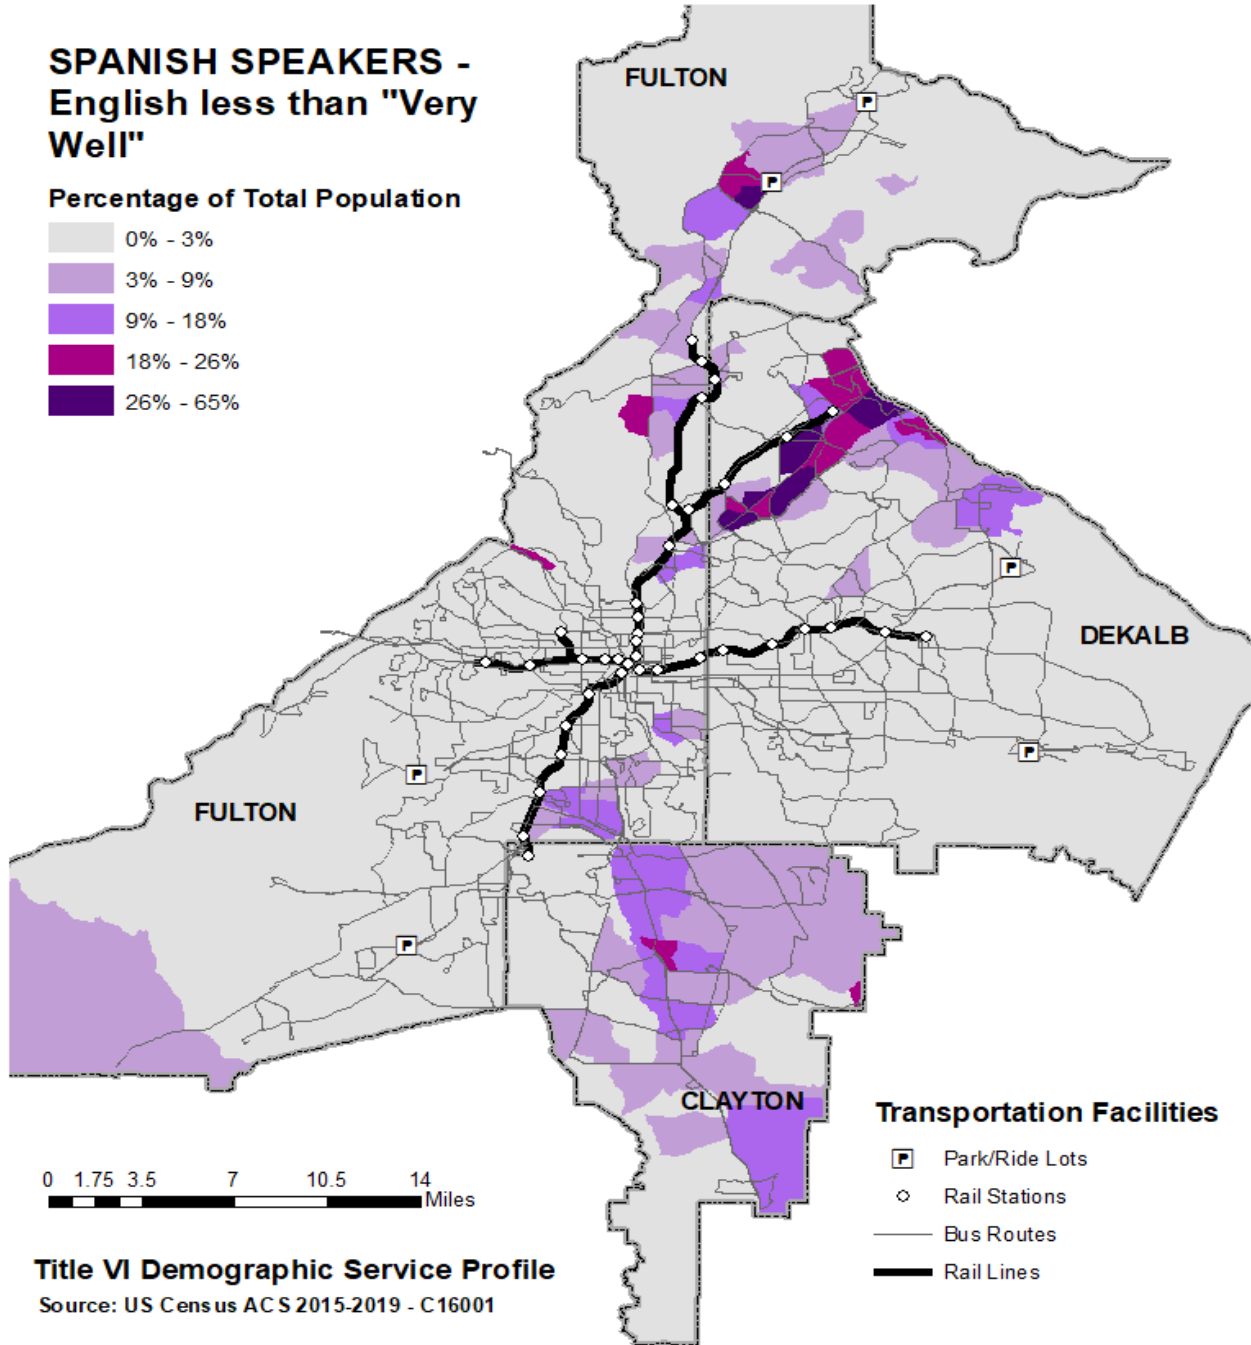 SPANISH SPEAKERS -
English less than "Very
Well"
Percentage of Total Population
0% - 3%
3% - 9%
9% - 18%
18% - 26%
26% - 65%
FULTON
P
P
P
DEKALB
P
P
FULTON
P
CLAYTON
Transportation Facilities
P Park/Ride Lots
Rail Stations
Bus Routes
Rail Lines
0 1.75 3.5 7 10.5 14
Miles
Title VI Demographic Service Profile
Source: US Census ACS 2015-2019 - C16001